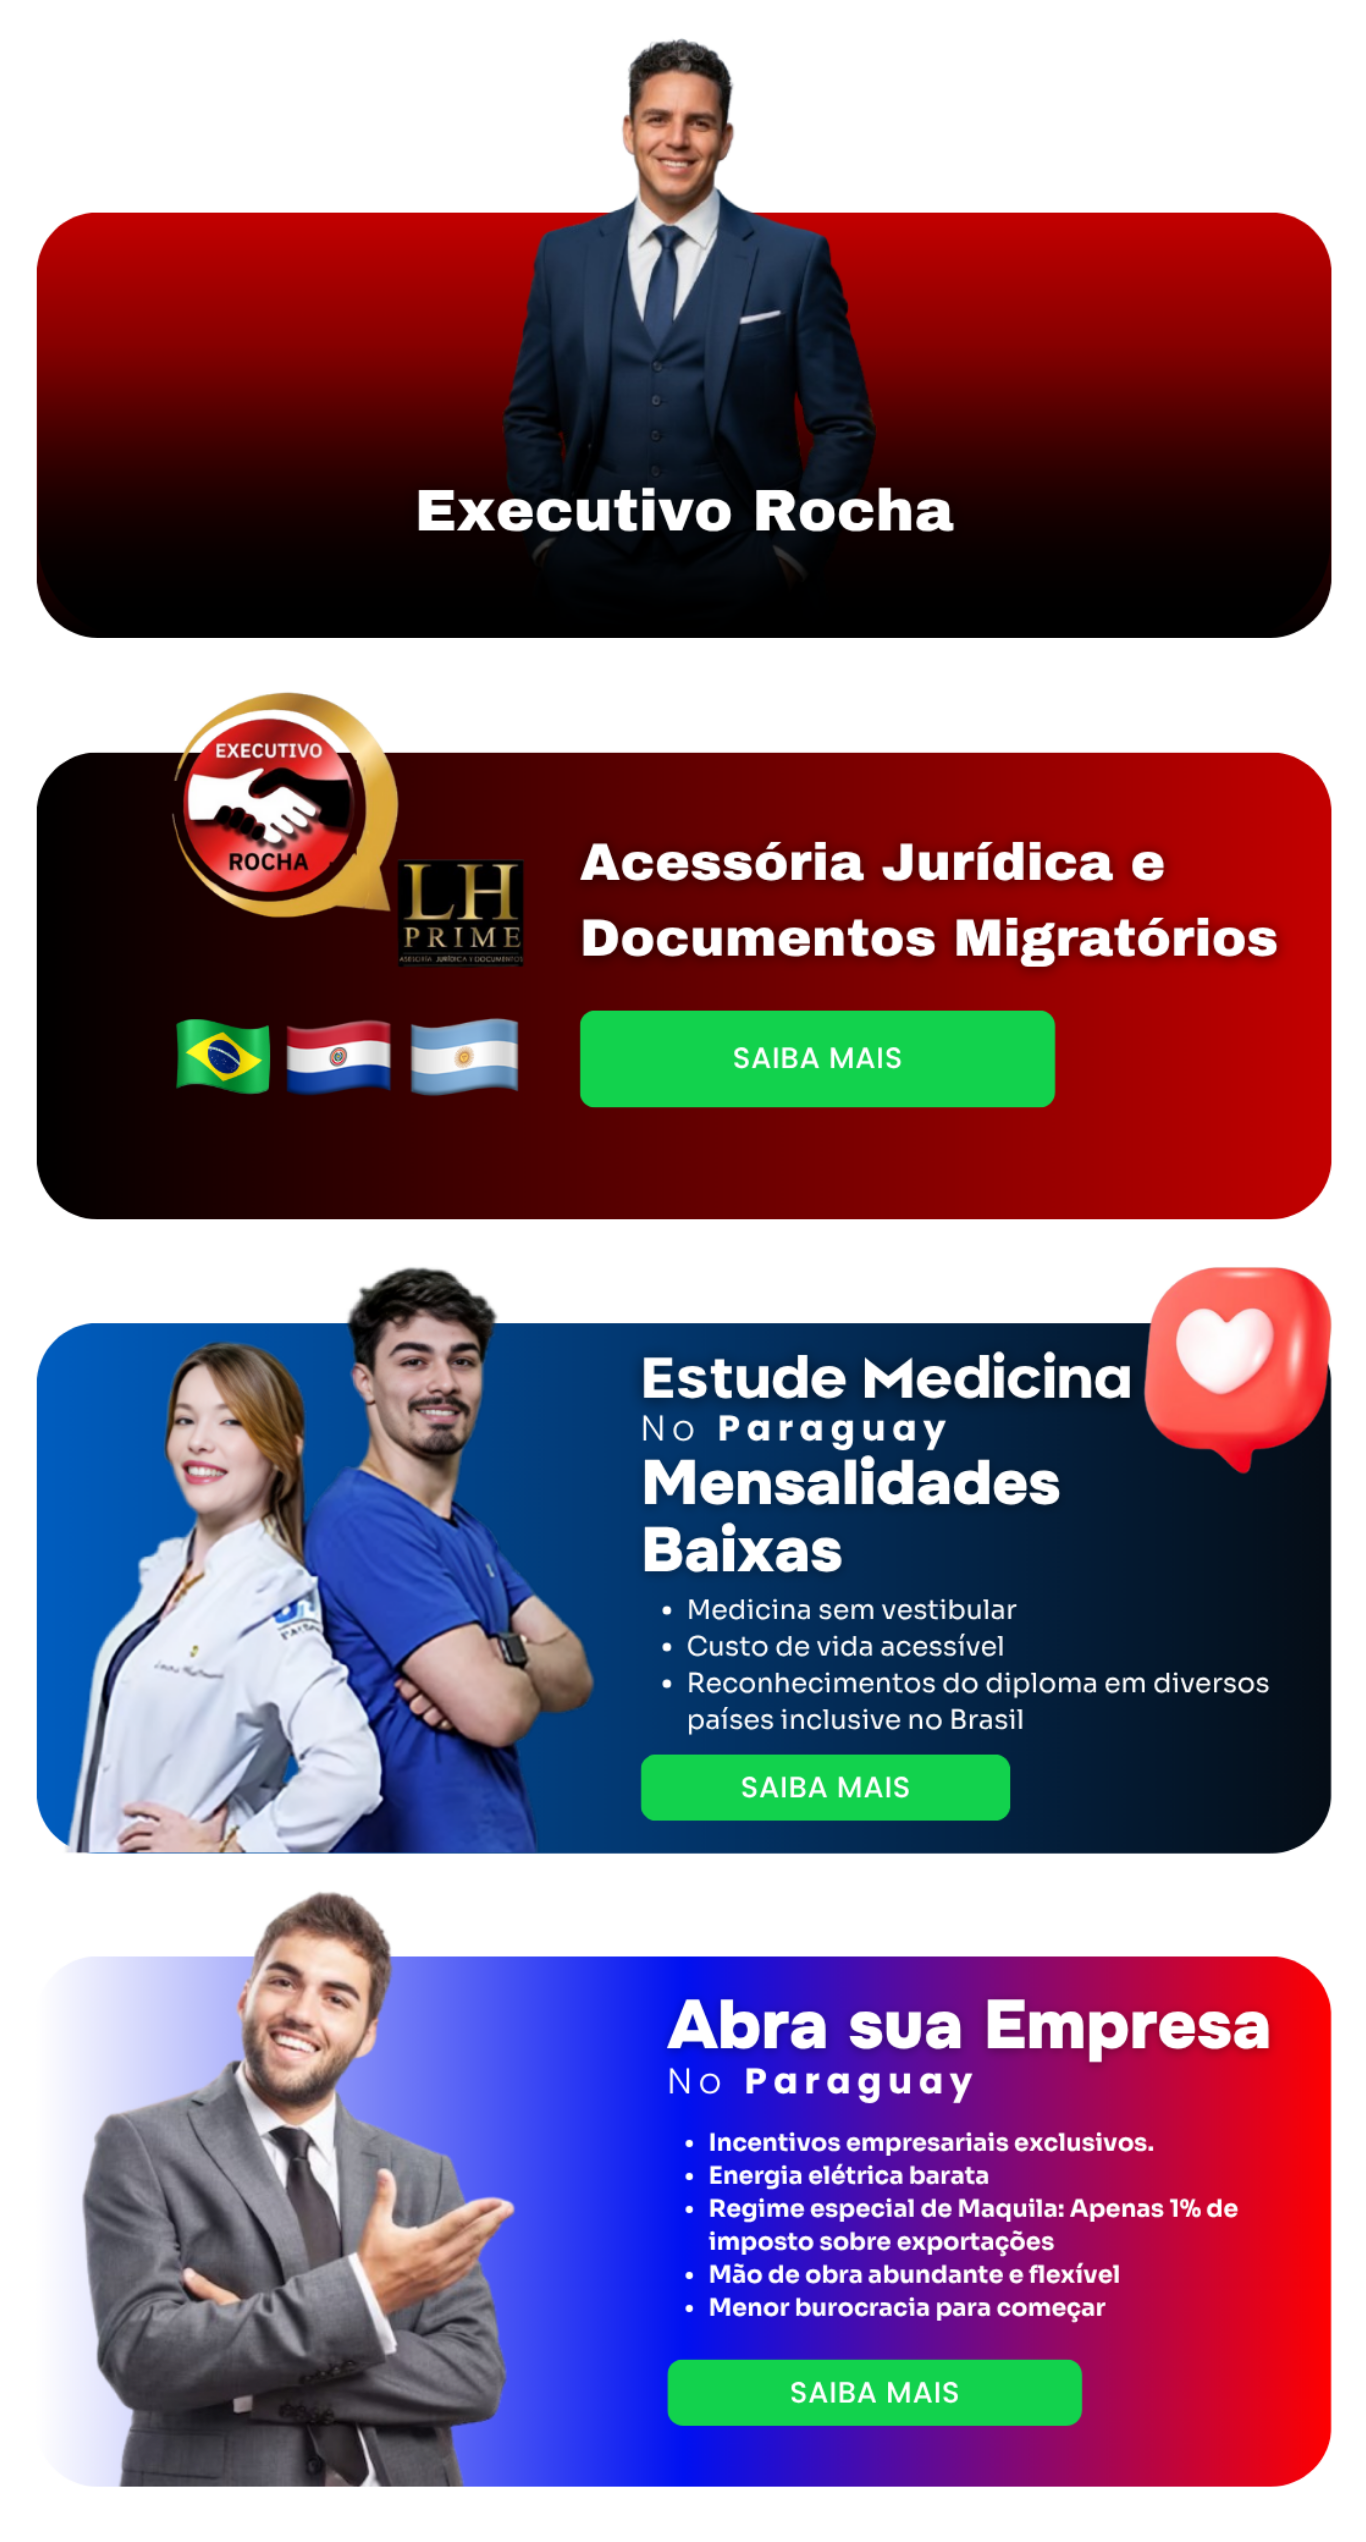 Executivo Rocha
EXECUTIVO
ROCHA
LH
PRIME
ASESORÍA JURÍDICA Y DOCUMENTOS
Acessória Jurídica e
Documentos Migratórios
SAIBA MAIS
Estude Medicina
No Paraguay
Mensalidades
Baixas
• Medicina sem vestibular
• Custo de vida acessível
• Reconhecimentos do diploma em diversos
países inclusive no Brasil
SAIBA MAIS
Abra sua Empresa
No Paraguay
• Incentivos empresariais exclusivos.
• Energia elétrica barata
• Regime especial de Maquila: Apenas 1% de
imposto sobre exportações
• Mão de obra abundante e flexível
• Menor burocracia para começar
SAIBA MAIS